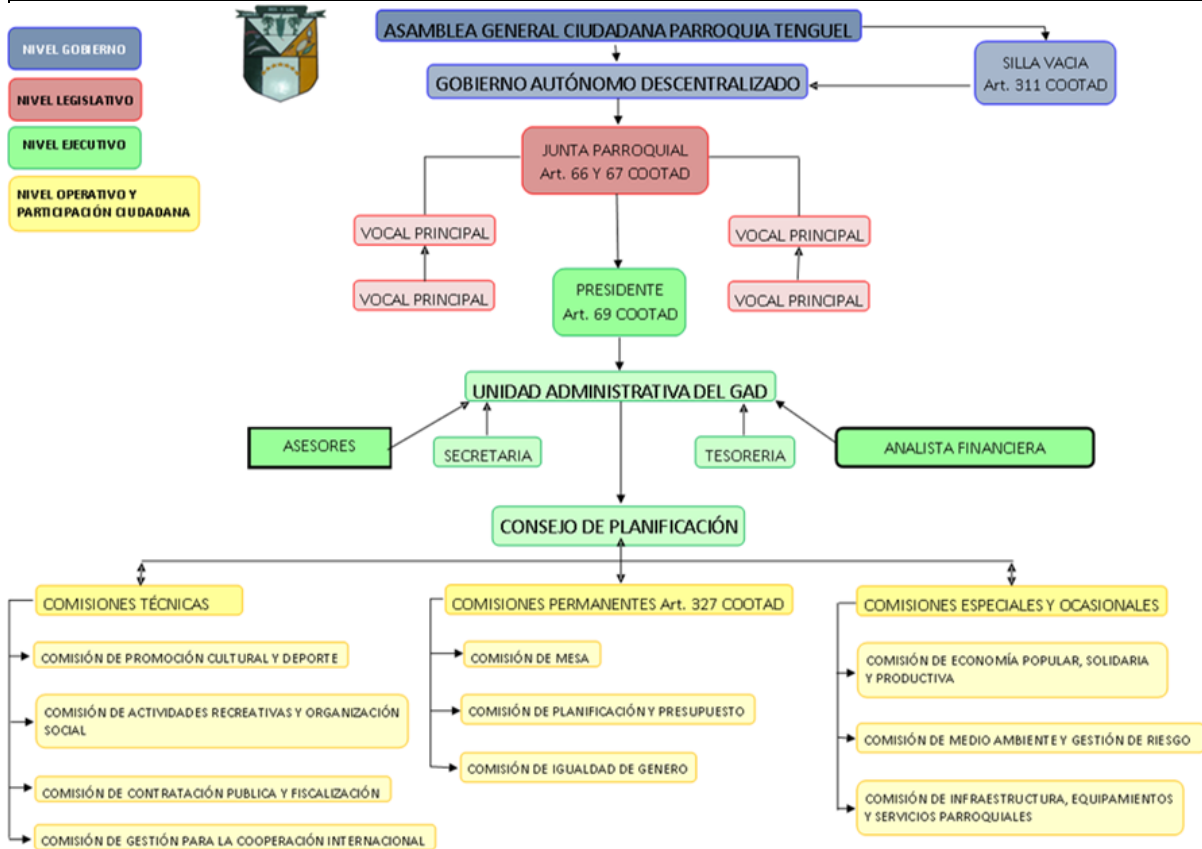 NIVEL GOBIERNO
NIVEL LEGISLATIVO
NIVEL EJECUTIVO
NIVEL OPERATIVO Y
PARTICIPACIÓN CIUDADANA
ASAMBLEA GENERAL CIUDADANA PARROQUIA TENGUEL
SILLA VACIA
Art. 311 COOTAD
GOBIERNO AUTÓNOMO DESCENTRALIZADO
JUNTA PARROQUIAL
Art. 66 Y 67 COOTAD
VOCAL PRINCIPAL
VOCAL PRINCIPAL
VOCAL PRINCIPAL
VOCAL PRINCIPAL
PRESIDENTE
Art. 69 COOTAD
UNIDAD ADMINISTRATIVA DEL GAD
ASESORES
SECRETARIA
TESORERIA
ANALISTA FINANCIERA
CONSEJO DE PLANIFICACIÓN
COMISIONES TÉCNICAS
COMISIÓN DE PROMOCIÓN CULTURAL Y DEPORTE
COMISIÓN DE ACTIVIDADES RECREATIVAS Y ORGANIZACIÓN
SOCIAL
COMISIÓN DE CONTRATACIÓN PUBLICA Y FISCALIZACIÓN
COMISIÓN DE GESTIÓN PARA LA COOPERACIÓN INTERNACIONAL
COMISIONES PERMANENTES Art. 327 COOTAD
COMISIÓN DE MESA
COMISIÓN DE PLANIFICACIÓN Y PRESUPUESTO
COMISIÓN DE IGUALDAD DE GENERO
COMISIONES ESPECIALES Y OCASIONALES
COMISIÓN DE ECONOMÍA POPULAR, SOLIDARIA
Y PRODUCTIVA
COMISIÓN DE MEDIO AMBIENTE Y GESTIÓN DE RIESGO
COMISIÓN DE INFRAESTRUCTURA, EQUIPAMIENTOS
Y SERVICIOS PARROQUIALES